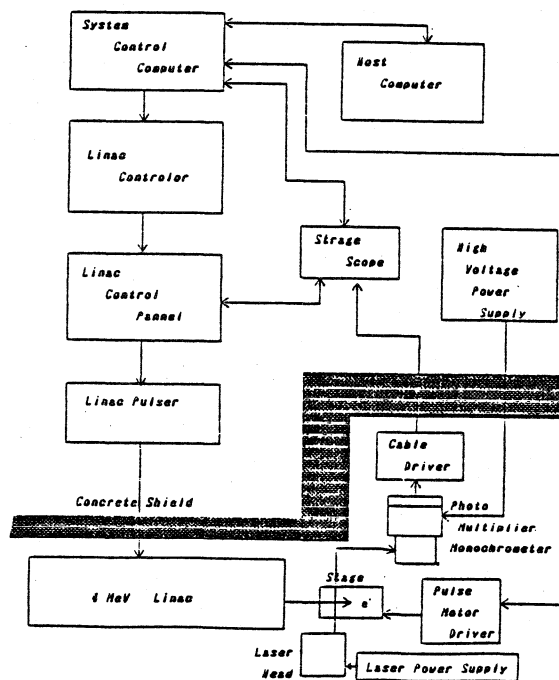 System
Control
Computer
Host
Computer
Linac
Controlor
Strage
Scope
High
Voltage
Power
Supply
Linac
Control
Pannel
Linac Pulser
Cable
Driver
Concrete Shield
Photo
Multiplier
Monochrometer
Stage
4 MeV Linac
e⁻
Pulse
Motor
Driver
Laser
Head
Laser Power Supply